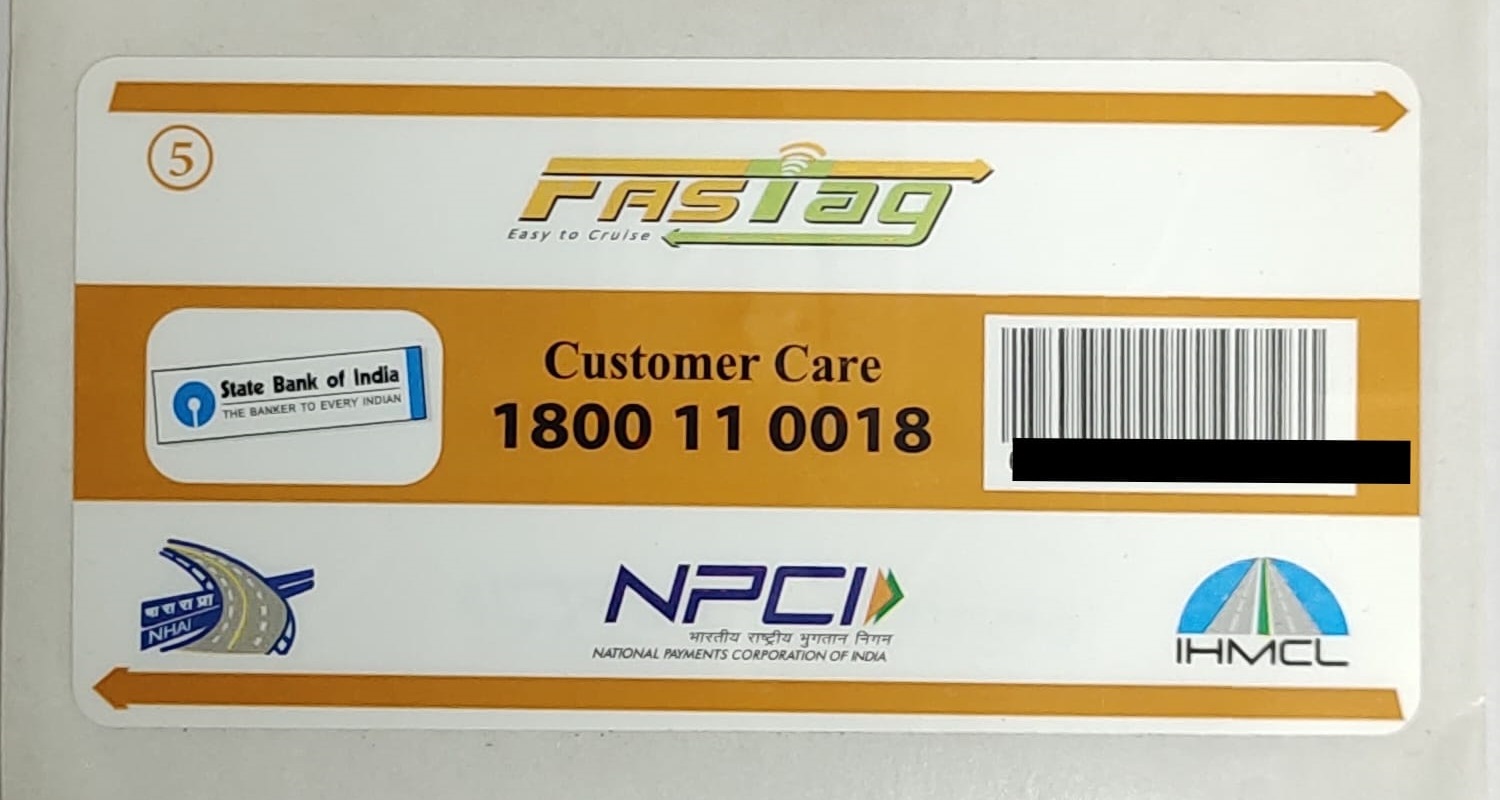 5
FASTag
Easy to Cruise
State Bank of India
THE BANKER TO EVERY INDIAN
Customer Care
1800 11 0018
भा रा रा प्रा
NHAI
NPCI
भारतीय राष्ट्रीय भुगतान निगम
NATIONAL PAYMENTS CORPORATION OF INDIA
IHMCL